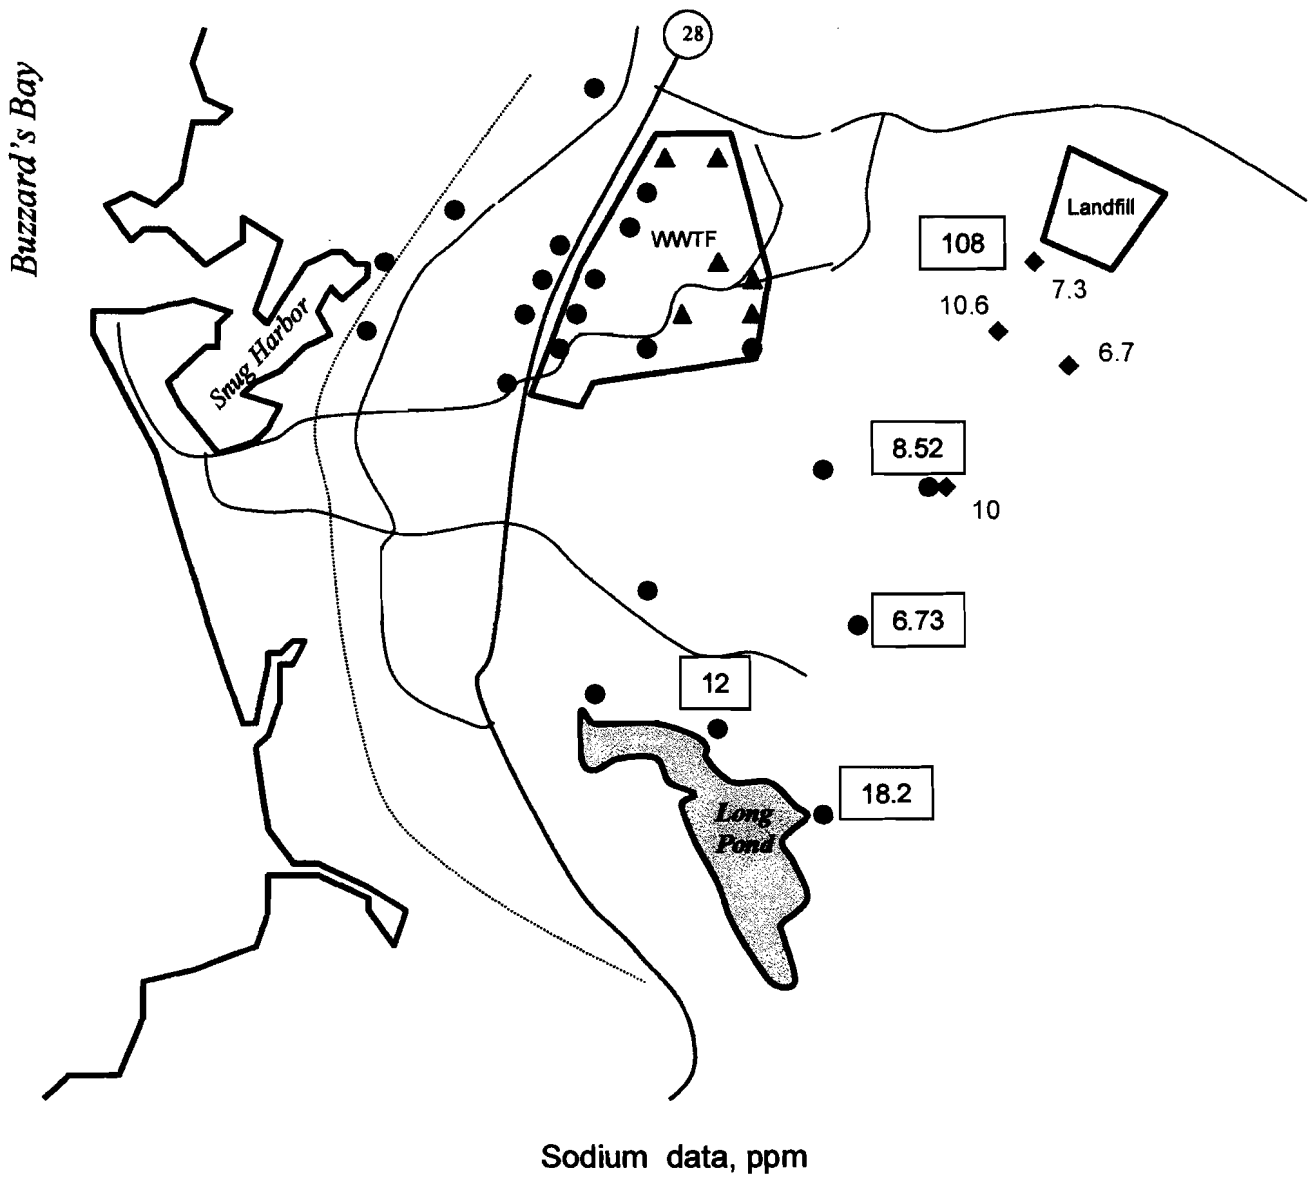 28
Buzzard's Bay
Landfill
WWTF
108
7.3
10.6
6.7
Snug Harbor
8.52
10
6.73
12
18.2
Long
Pond
Sodium data, ppm